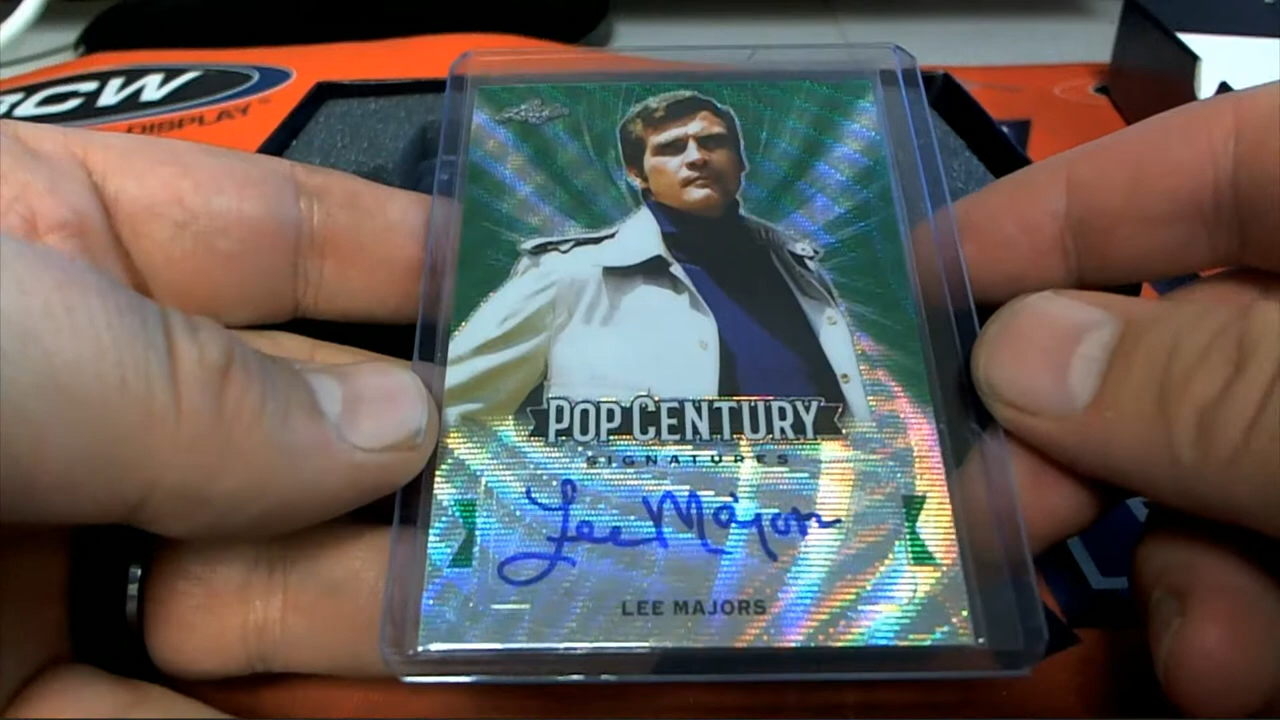 BCW
DISPLAY
POP CENTURY
SIGNATURES
Lee Majors
LEE MAJORS